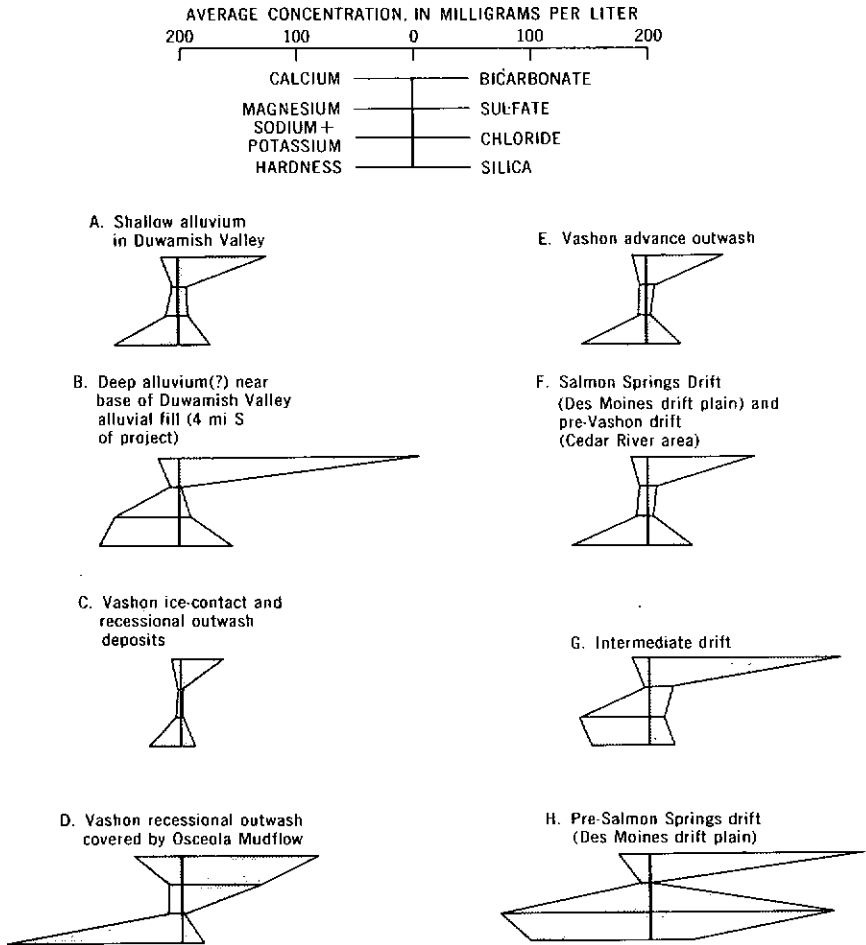 AVERAGE CONCENTRATION, IN MILLIGRAMS PER LITER
200 100 0 100 200
CALCIUM BICARBONATE
MAGNESIUM SULFATE
SODIUM +
POTASSIUM CHLORIDE
HARDNESS SILICA
A. Shallow alluvium
in Duwamish Valley
E. Vashon advance outwash
B. Deep alluvium(?) near
base of Duwamish Valley
alluvial fill (4 mi S
of project)
F. Salmon Springs Drift
(Des Moines drift plain) and
pre-Vashon drift
(Cedar River area)
C. Vashon ice-contact and
recessional outwash
deposits
G. Intermediate drift
D. Vashon recessional outwash
covered by Osceola Mudflow
H. Pre-Salmon Springs drift
(Des Moines drift plain)